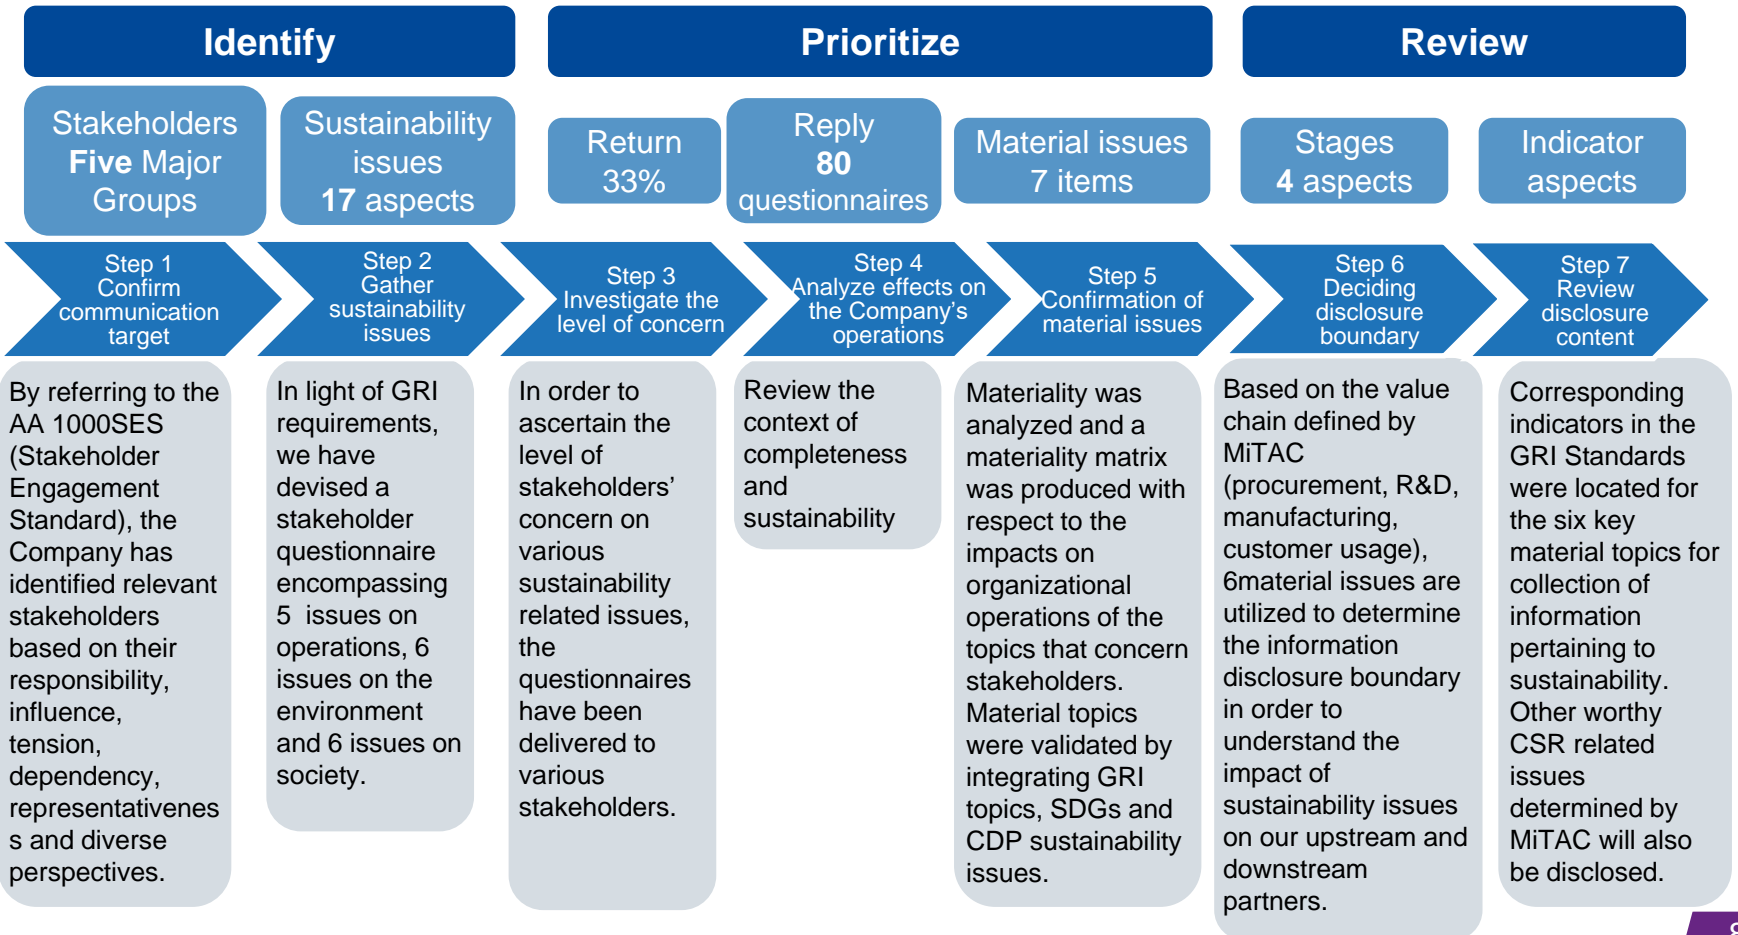 Identify
Prioritize
Review
Stakeholders
Five Major
Groups
Sustainability
issues
17 aspects
Return
33%
Reply
80
questionnaires
Material issues
7 items
Stages
4 aspects
Indicator
aspects
Step 1
Confirm
communication
target
Step 2
Gather
sustainability
issues
Step 3
Investigate the
level of concern
Step 4
Analyze effects on
the Company's
operations
Step 5
Confirmation of
material issues
Step 6
Deciding
disclosure
boundary
Step 7
Review
disclosure
content
By referring to the
AA 1000SES
(Stakeholder
Engagement
Standard), the
Company has
identified relevant
stakeholders
based on their
responsibility,
influence,
tension,
dependency,
representativenes
s and diverse
perspectives.
In light of GRI
requirements,
we have
devised a
stakeholder
questionnaire
encompassing
5 issues on
operations, 6
issues on the
environment
and 6 issues on
society.
In order to
ascertain the
level of
stakeholders'
concern on
various
sustainability
related issues,
the
questionnaires
have been
delivered to
various
stakeholders.
Review the
context of
completeness
and
sustainability
Materiality was
analyzed and a
materiality matrix
was produced with
respect to the
impacts on
organizational
operations of the
topics that concern
stakeholders.
Material topics
were validated by
integrating GRI
topics, SDGs and
CDP sustainability
issues.
Based on the value
chain defined by
MiTAC
(procurement, R&D,
manufacturing,
customer usage),
6material issues are
utilized to determine
the information
disclosure boundary
in order to
understand the
impact of
sustainability issues
on our upstream and
downstream
partners.
Corresponding
indicators in the
GRI Standards
were located for
the six key
material topics for
collection of
information
pertaining to
sustainability.
Other worthy
CSR related
issues
determined by
MiTAC will also
be disclosed.